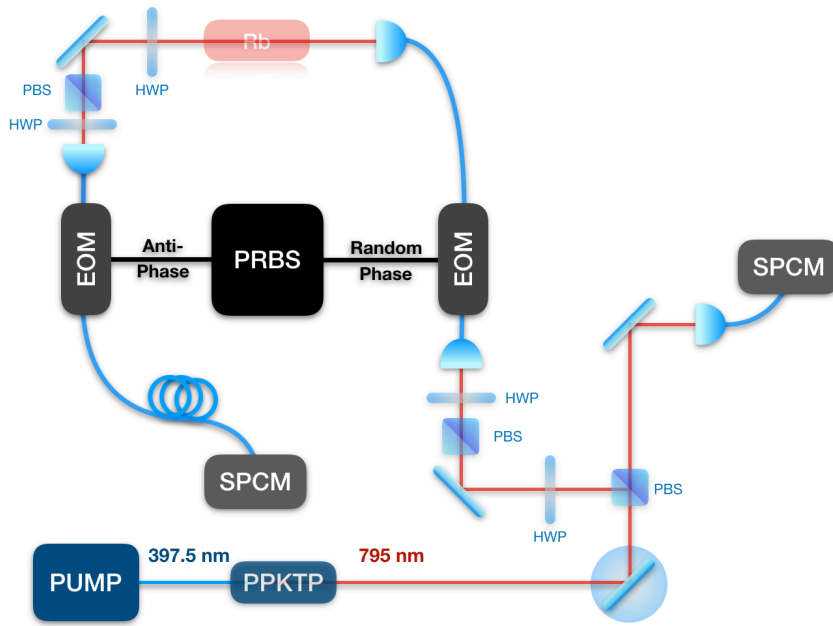 Rb
PBS
HWP
HWP
EOM
Anti-
Phase
PRBS
Random
Phase
EOM
SPCM
HWP
PBS
SPCM
HWP
PBS
PUMP
397.5 nm
PPKTP
795 nm